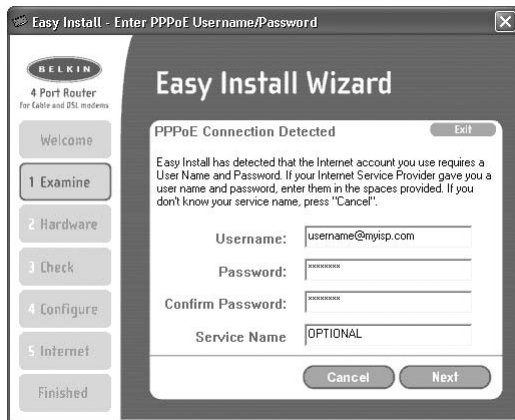 Easy Install - Enter PPPoE Username/Password
BELKIN
4 Port Router
for Cable and DSL modems
Welcome
1 Examine
2 Hardware
3 Check
4 Configure
5 Internet
Finished
Easy Install Wizard
PPPoE Connection Detected
Exit
Easy Install has detected that the Internet account you use requires a
User Name and Password. If your Internet Service Provider gave you a
user name and password, enter them in the spaces provided. If you
don't know your service name, press "Cancel".
Username: username@myisp.com
Password: ********
Confirm Password: ********
Service Name OPTIONAL
Cancel Next